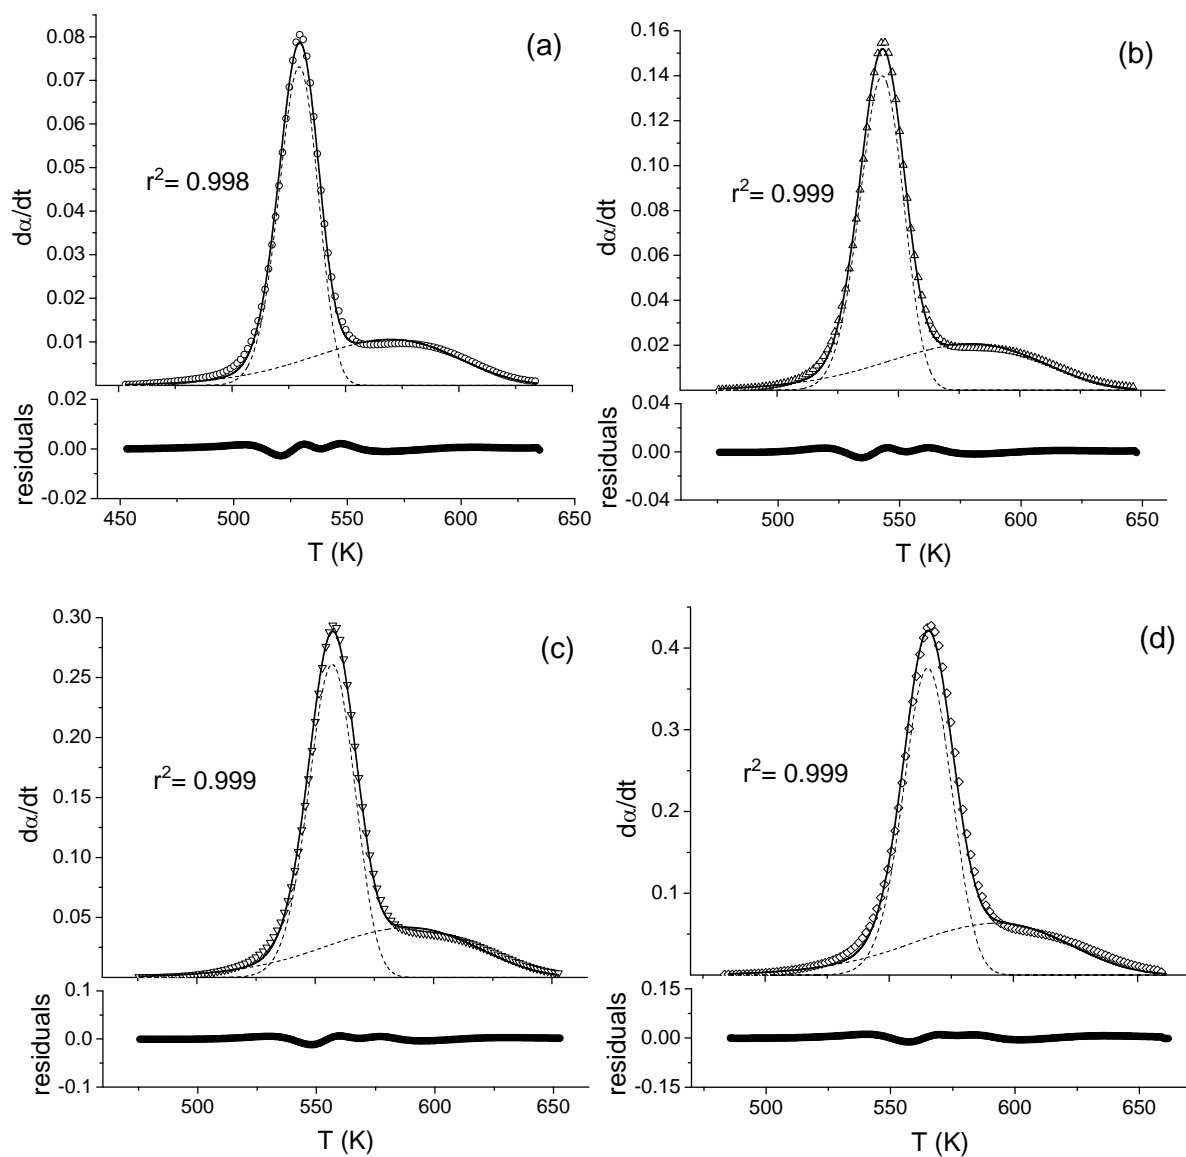 (a)
0.08
0.07
0.06
0.05
0.04
0.03
0.02
0.01
dα/dt
r²= 0.998
0.02
0.00
-0.02
residuals
450 500 550 600 650
T (K)
(b)
0.16
0.14
0.12
0.10
0.08
0.06
0.04
0.02
0.00
dα/dt
r²= 0.999
0.04
0.00
-0.04
residuals
500 550 600 650
T (K)
(c)
0.30
0.25
0.20
0.15
0.10
0.05
dα/dt
r²= 0.999
0.1
0.0
-0.1
residuals
500 550 600 650
T (K)
(d)
0.4
0.3
0.2
0.1
dα/dt
r²= 0.999
0.15
0.00
-0.15
residuals
500 550 600 650
T (K)